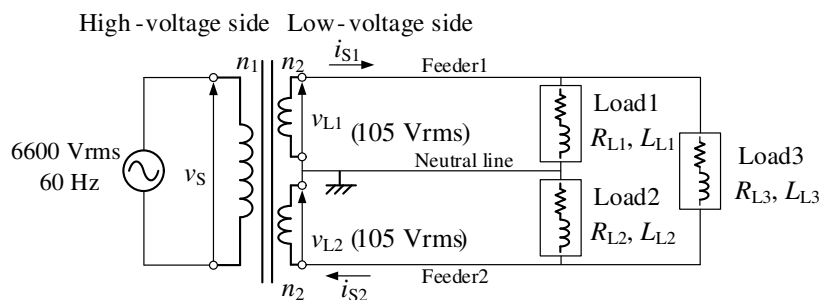 High-voltage side Low-voltage side
n1 n2 iS1
Feeder1
vL1 (105 Vrms)
Load1
RL1, LL1
6600 Vrms
60 Hz
vS
Neutral line
Load3
RL3, LL3
Load2
RL2, LL2
vL2 (105 Vrms)
Feeder2
n2 iS2